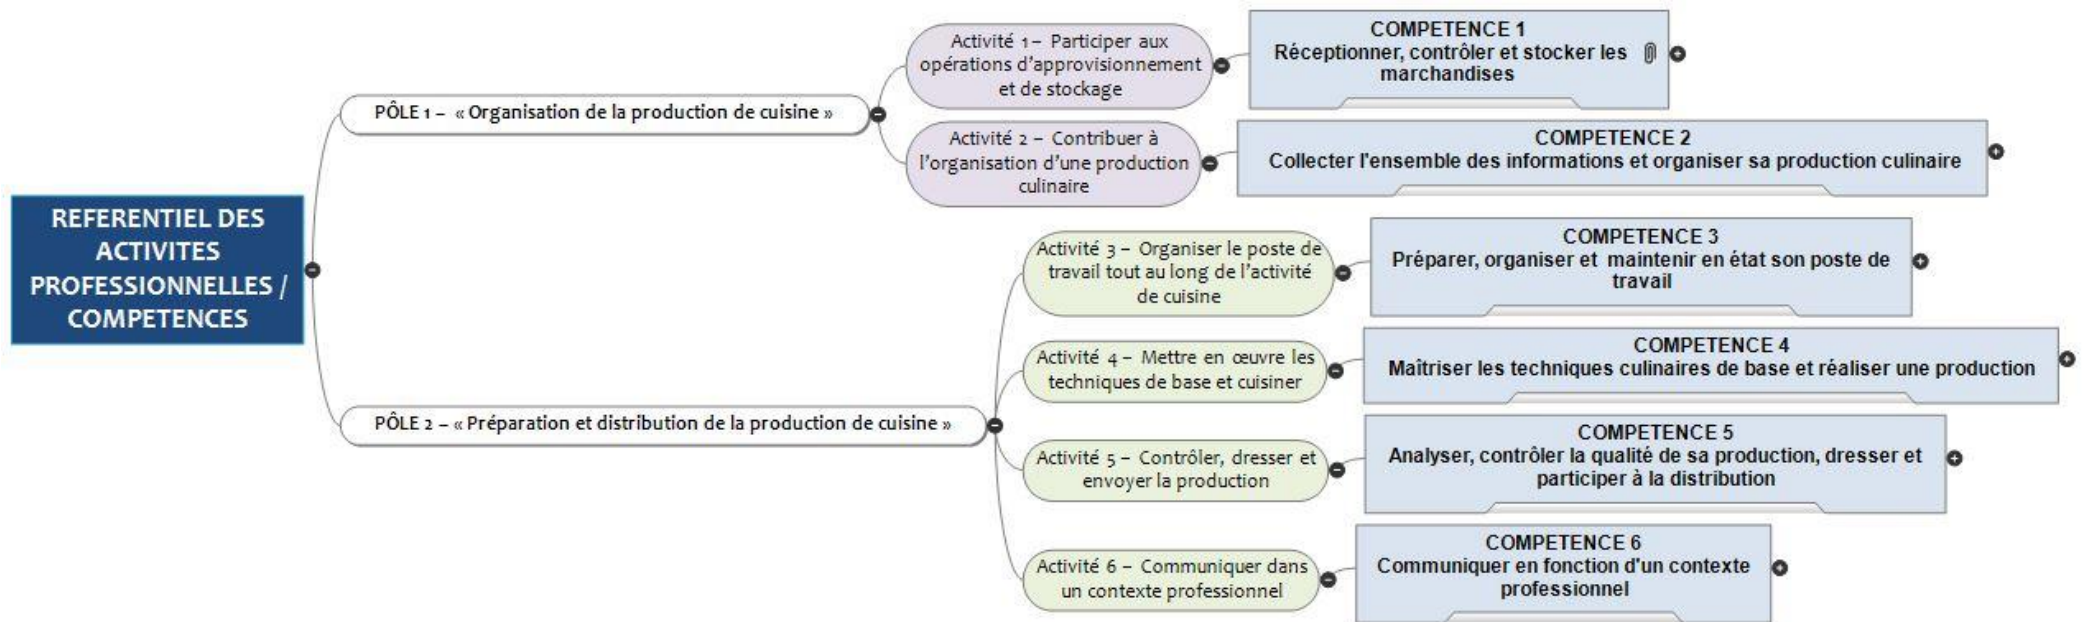 REFERENTIEL DES
ACTIVITES
PROFESSIONNELLES /
COMPETENCES
PÔLE 1 – « Organisation de la production de cuisine »
Activité 1 – Participer aux
opérations d'approvisionnement
et de stockage
COMPETENCE 1
Réceptionner, contrôler et stocker les
marchandises
Activité 2 – Contribuer à
l'organisation d'une production
culinaire
COMPETENCE 2
Collecter l'ensemble des informations et organiser sa production culinaire
PÔLE 2 – « Préparation et distribution de la production de cuisine »
Activité 3 – Organiser le poste de
travail tout au long de l'activité
de cuisine
COMPETENCE 3
Préparer, organiser et maintenir en état son poste de
travail
Activité 4 – Mettre en œuvre les
techniques de base et cuisiner
COMPETENCE 4
Maîtriser les techniques culinaires de base et réaliser une production
Activité 5 – Contrôler, dresser et
envoyer la production
COMPETENCE 5
Analyser, contrôler la qualité de sa production, dresser et
participer à la distribution
Activité 6 – Communiquer dans
un contexte professionnel
COMPETENCE 6
Communiquer en fonction d'un contexte
professionnel